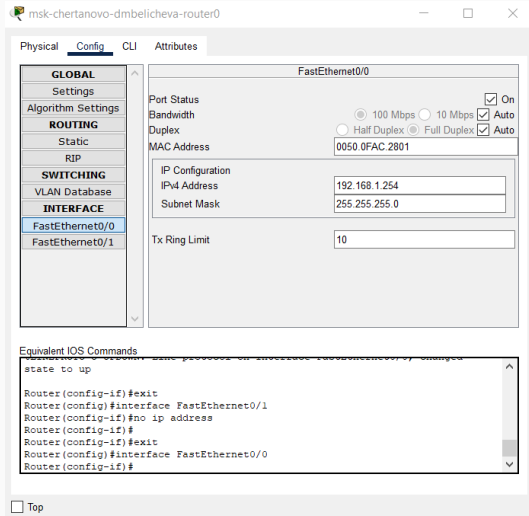 msk-chertanovo-dmbelicheva-router0
Physical Config CLI Attributes
GLOBAL
Settings
Algorithm Settings
ROUTING
Static
RIP
SWITCHING
VLAN Database
INTERFACE
FastEthernet0/0
FastEthernet0/1
FastEthernet0/0
Port Status On
Bandwidth 100 Mbps 10 Mbps Auto
Duplex Half Duplex Full Duplex Auto
MAC Address 0050.0FAC.2801
IP Configuration
IPv4 Address 192.168.1.254
Subnet Mask 255.255.255.0
Tx Ring Limit 10
Equivalent IOS Commands
state to up
Router(config-if)#exit
Router(config)#interface FastEthernet0/1
Router(config-if)#no ip address
Router(config-if)#
Router(config-if)#exit
Router(config)#interface FastEthernet0/0
Router(config-if)#
Top